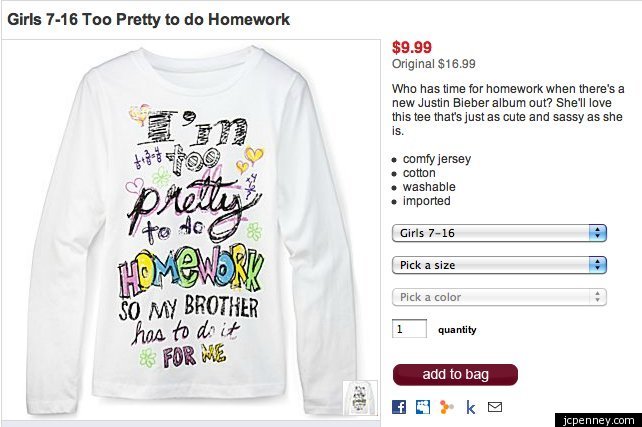 Girls 7-16 Too Pretty to do Homework
I'm
too
pretty
to do
HOMEWORK
SO MY BROTHER
has to do it
FOR ME
$9.99
Original $16.99
Who has time for homework when there's a
new Justin Bieber album out? She'll love
this tee that's just as cute and sassy as she
is.
comfy jersey
cotton
washable
imported
Girls 7-16
Pick a size
Pick a color
1 quantity
add to bag
jcpenney.com